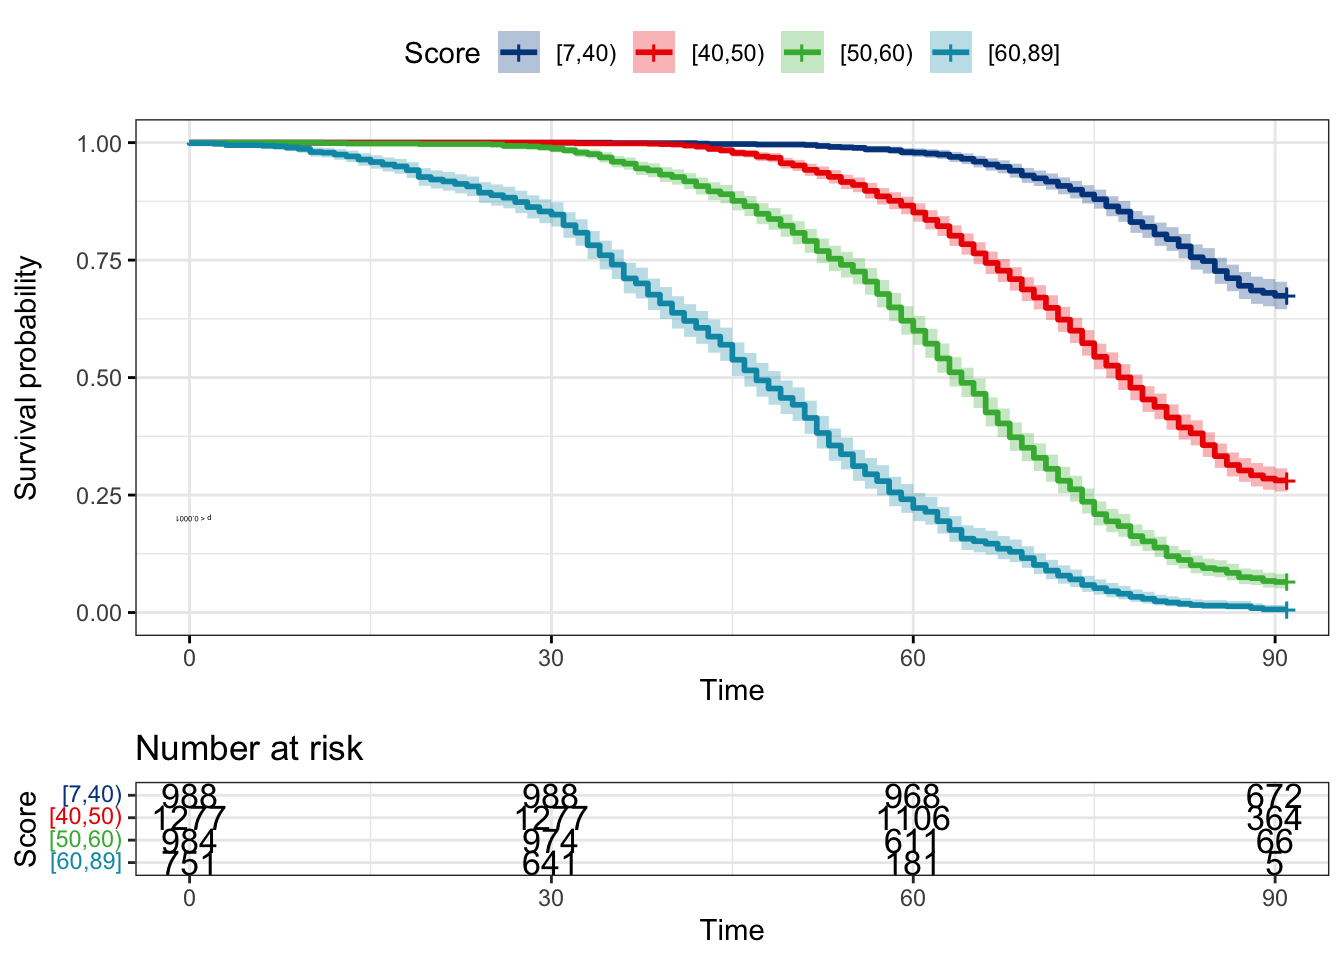 Score [7,40) [40,50) [50,60) [60,89]
Survival probability
1.00
0.75
0.50
0.25
0.00
p < 0.0001
0 30 60 90
Time
Number at risk
Score
[7,40) 988 988 968 672
[40,50) 1277 1277 1106 364
[50,60) 984 974 611 66
[60,89] 751 641 181 5
0 30 60 90
Time